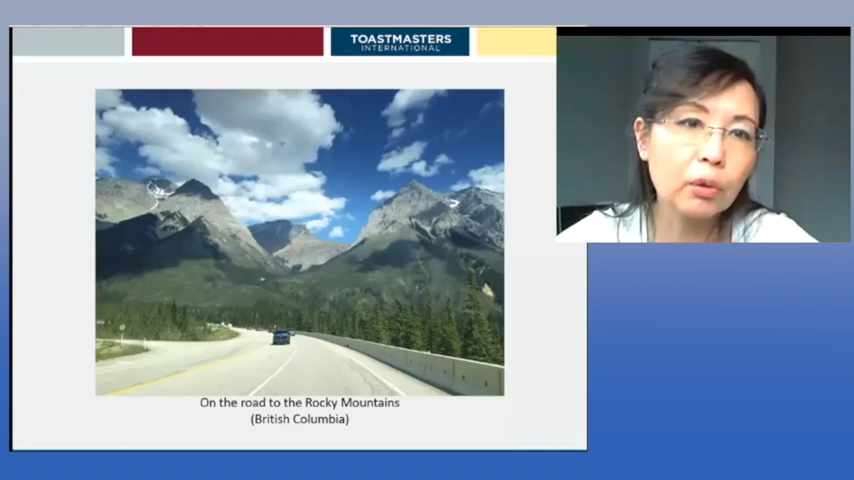 TOASTMASTERS
INTERNATIONAL
On the road to the Rocky Mountains
(British Columbia)